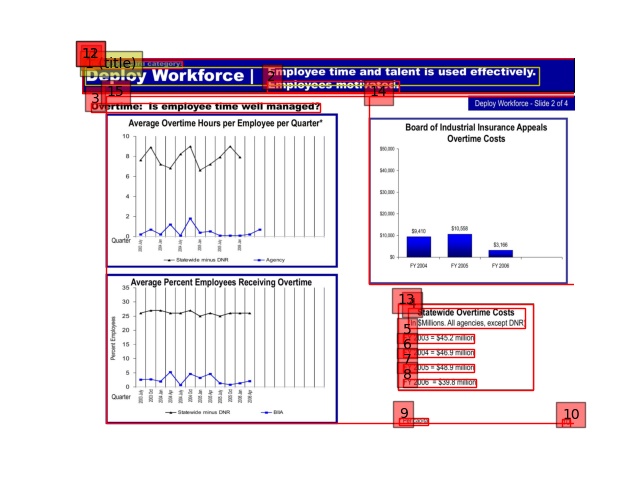 12
1 (title)
category:
Deploy Workforce |
2
Employee time and talent is used effectively.
Employees motivated.
15
3
14
Overtime: Is employee time well managed?
Deploy Workforce - Slide 2 of 4
Average Overtime Hours per Employee per Quarter*
10
8
6
4
2
0
Quarter
Statewide minus DNR
Agency
Board of Industrial Insurance Appeals
Overtime Costs
$50,000
$40,000
$30,000
$20,000
$10,000
$0
$9,410
$10,558
$3,166
FY 2004
FY 2005
FY 2006
Average Percent Employees Receiving Overtime
35
30
25
20
15
10
5
0
Percent Employees
Quarter
Statewide minus DNR
BIIA
13
Statewide Overtime Costs
5
In $Millions. All agencies, except DNR
6
2003 = $45.2 million
7
2004 = $46.9 million
8
2005 = $48.9 million
FY 2006 = $39.8 million
9
10